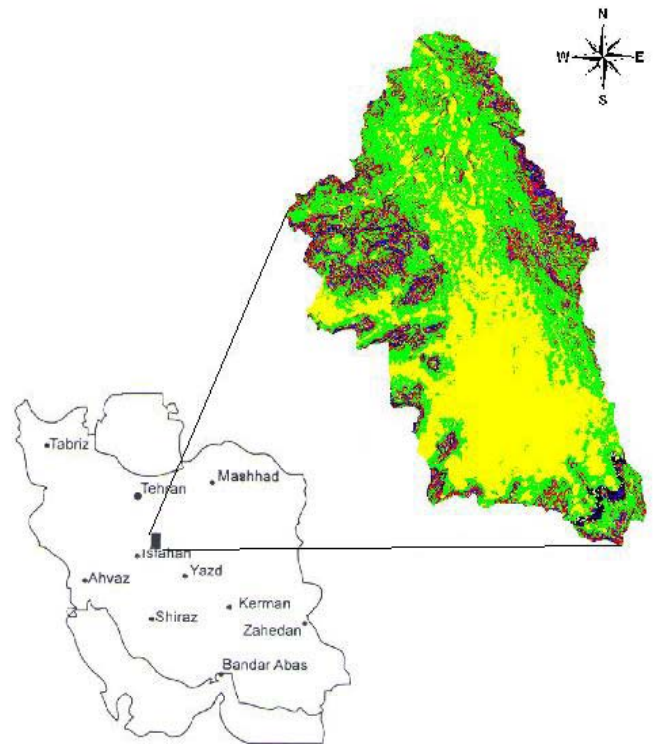 N
W E
S
Tabriz
Mashhad
Tehran
Isfahan
Ahvaz
Yazd
Kerman
Shiraz
Zahedan
Bandar Abas